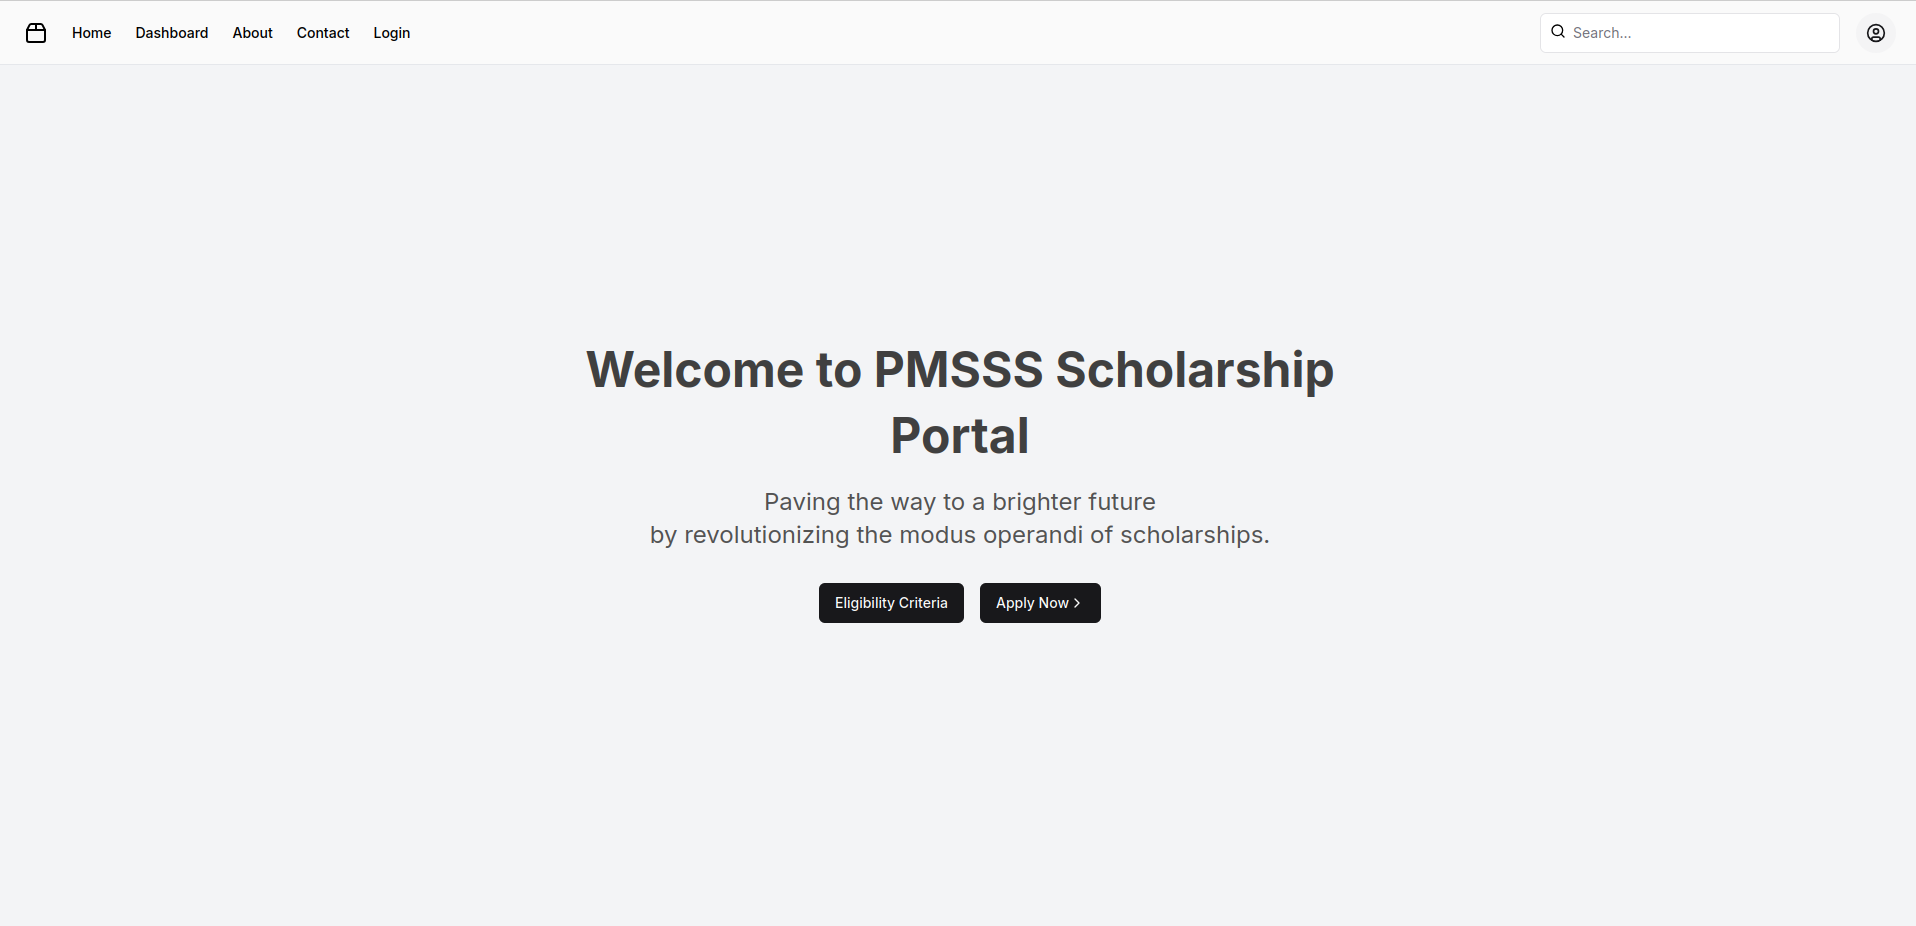 Home Dashboard About Contact Login Search...
Welcome to PMSSS Scholarship
Portal
Paving the way to a brighter future
by revolutionizing the modus operandi of scholarships.
Eligibility Criteria Apply Now